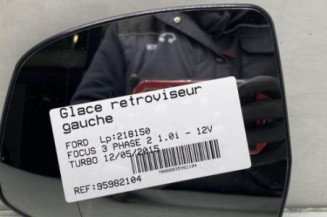 Glace retroviseur
gauche
FORD Lp:218150
FOCUS 3 PHASE 2 1.0i - 12V
TURBO 12/05/2015
REF:95982104